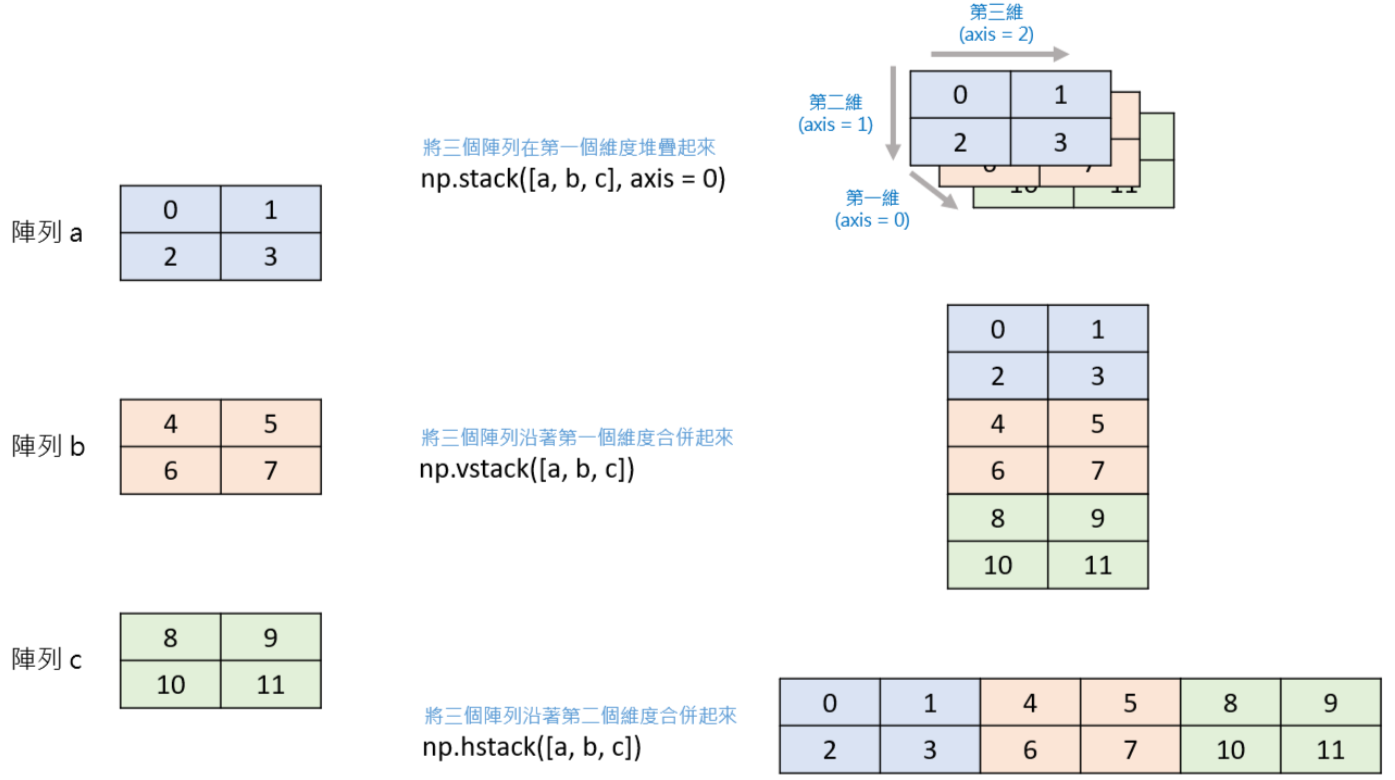 陣列 a
0 1
2 3
陣列 b
4 5
6 7
陣列 c
8 9
10 11
將三個陣列在第一個維度堆疊起來
np.stack([a, b, c], axis = 0)
第三維
(axis = 2)
第二維
(axis = 1)
第一維
(axis = 0)
0 1
2 3
6 7
10 11
將三個陣列沿著第一個維度合併起來
np.vstack([a, b, c])
0 1
2 3
4 5
6 7
8 9
10 11
將三個陣列沿著第二個維度合併起來
np.hstack([a, b, c])
0 1 4 5 8 9
2 3 6 7 10 11